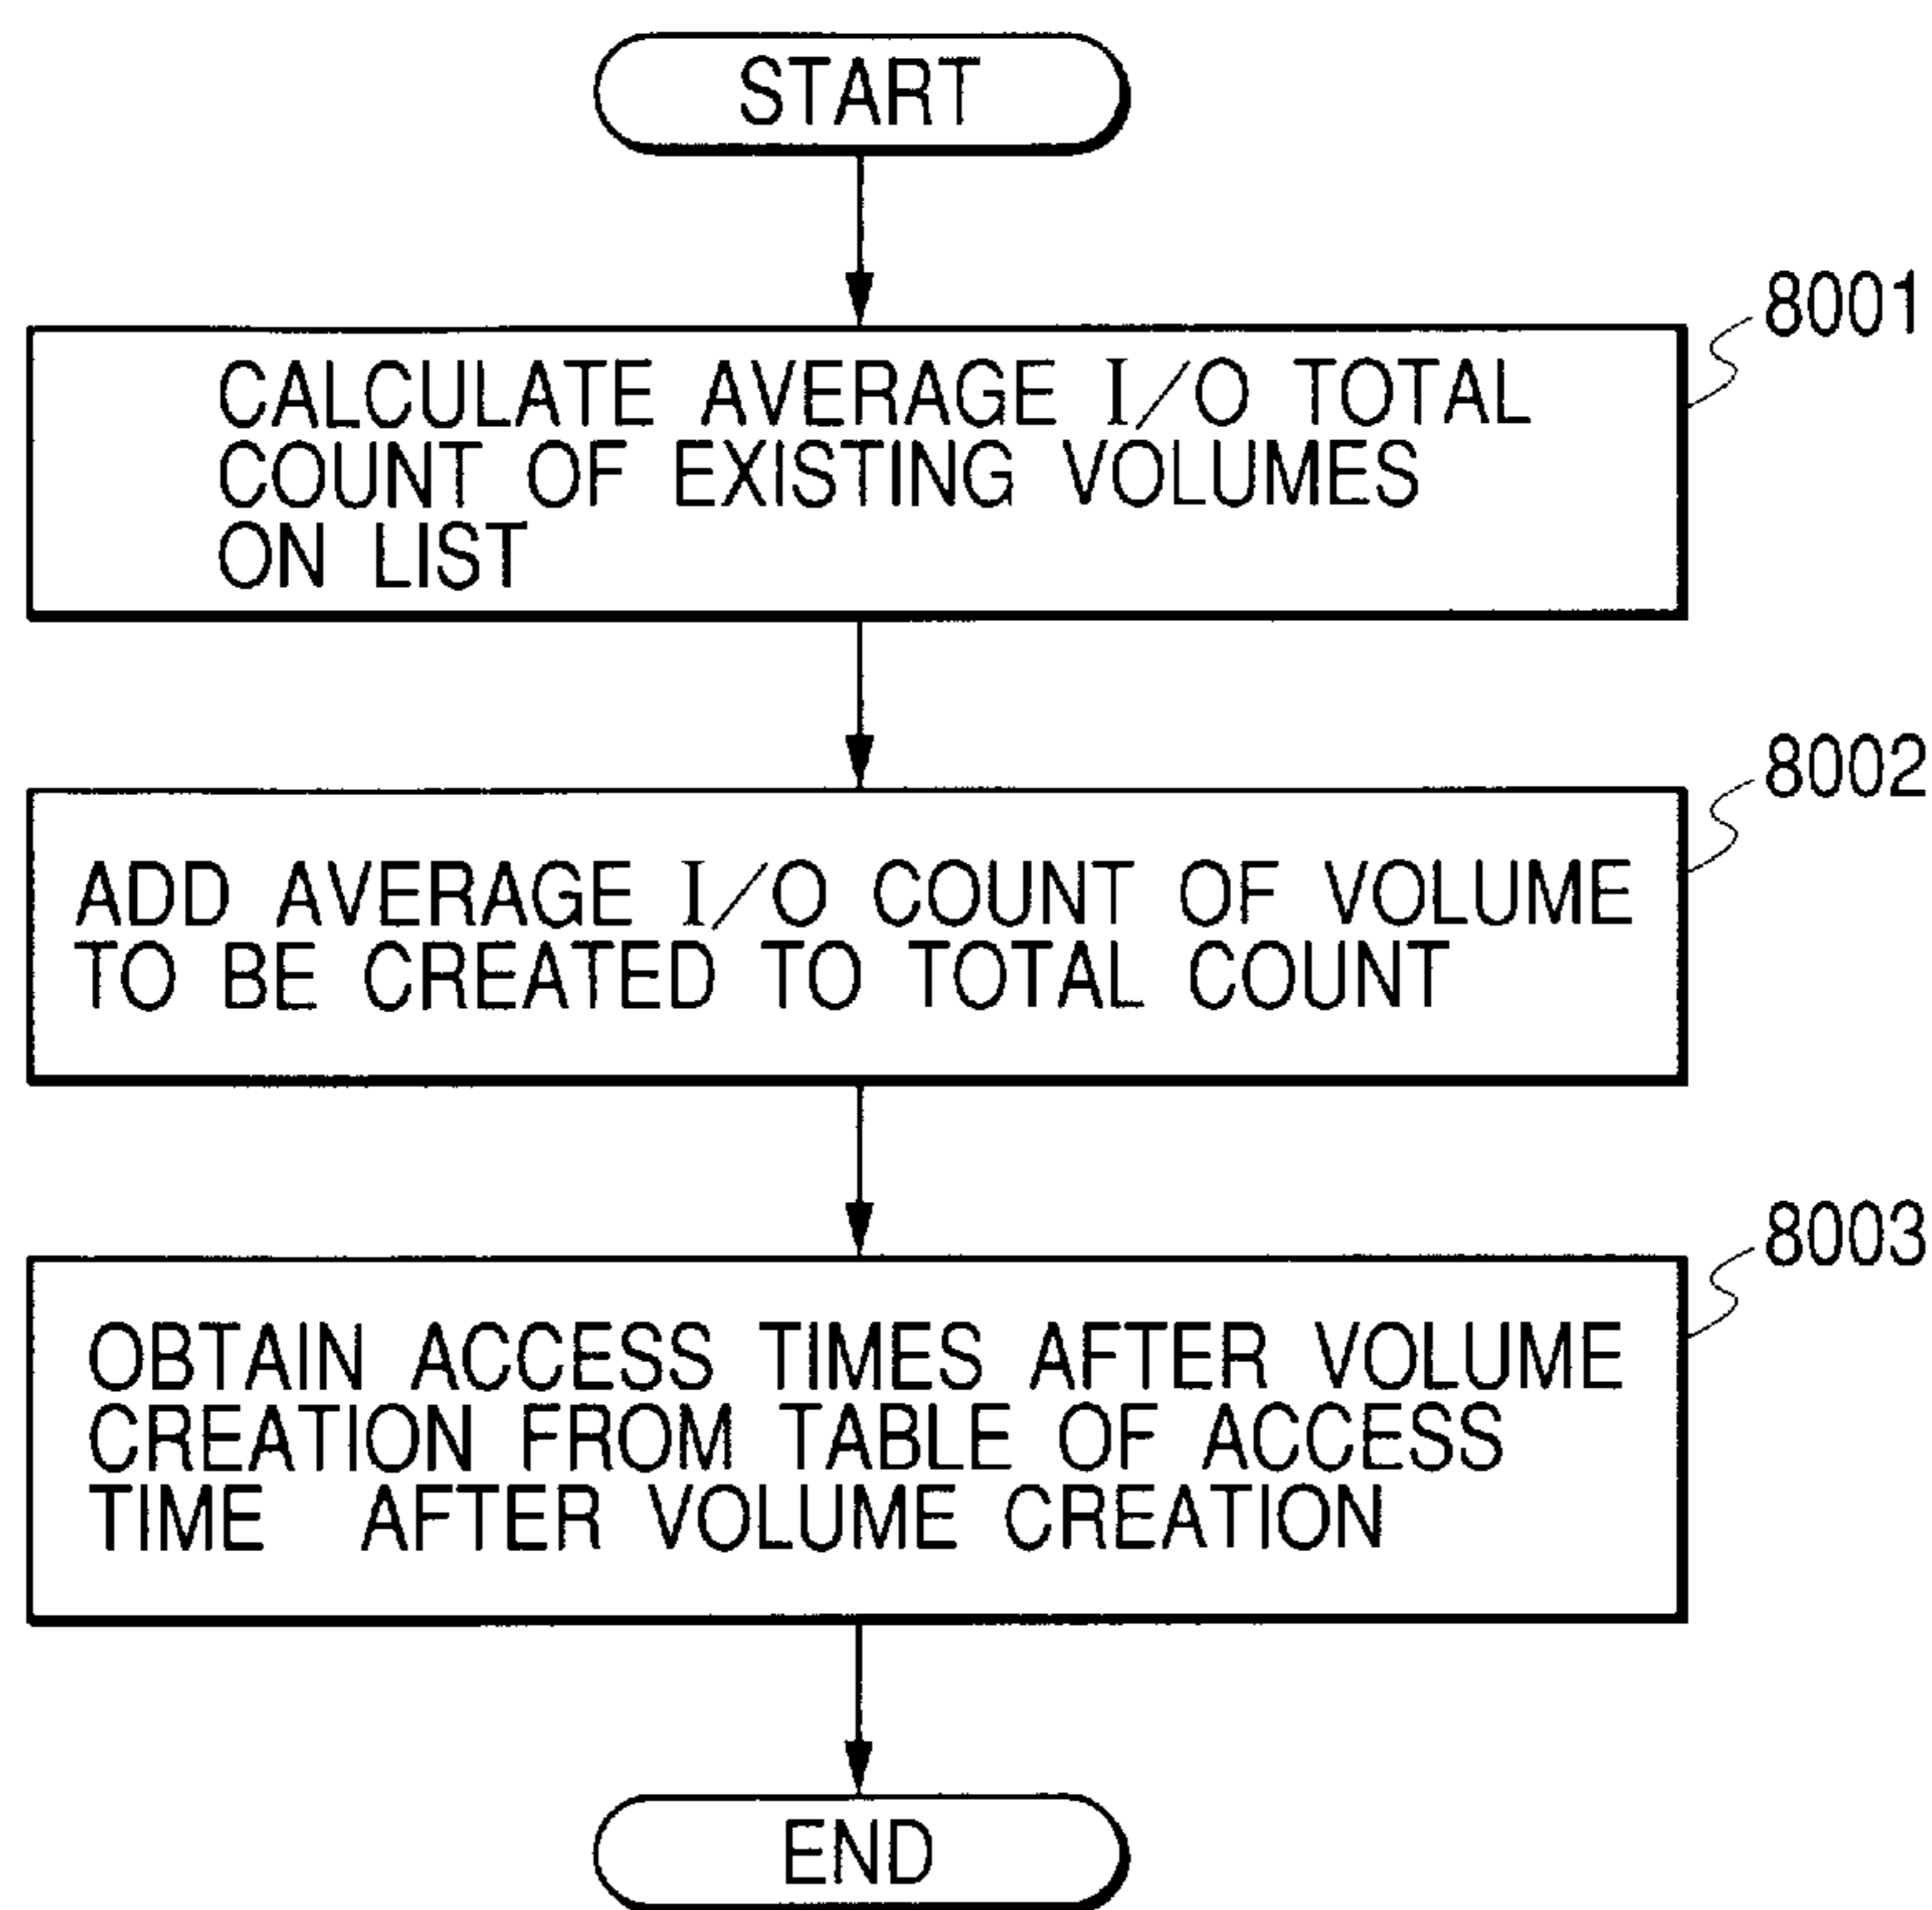 START
8001
CALCULATE AVERAGE I/O TOTAL
COUNT OF EXISTING VOLUMES
ON LIST
8002
ADD AVERAGE I/O COUNT OF VOLUME
TO BE CREATED TO TOTAL COUNT
8003
OBTAIN ACCESS TIMES AFTER VOLUME
CREATION FROM TABLE OF ACCESS
TIME AFTER VOLUME CREATION
END